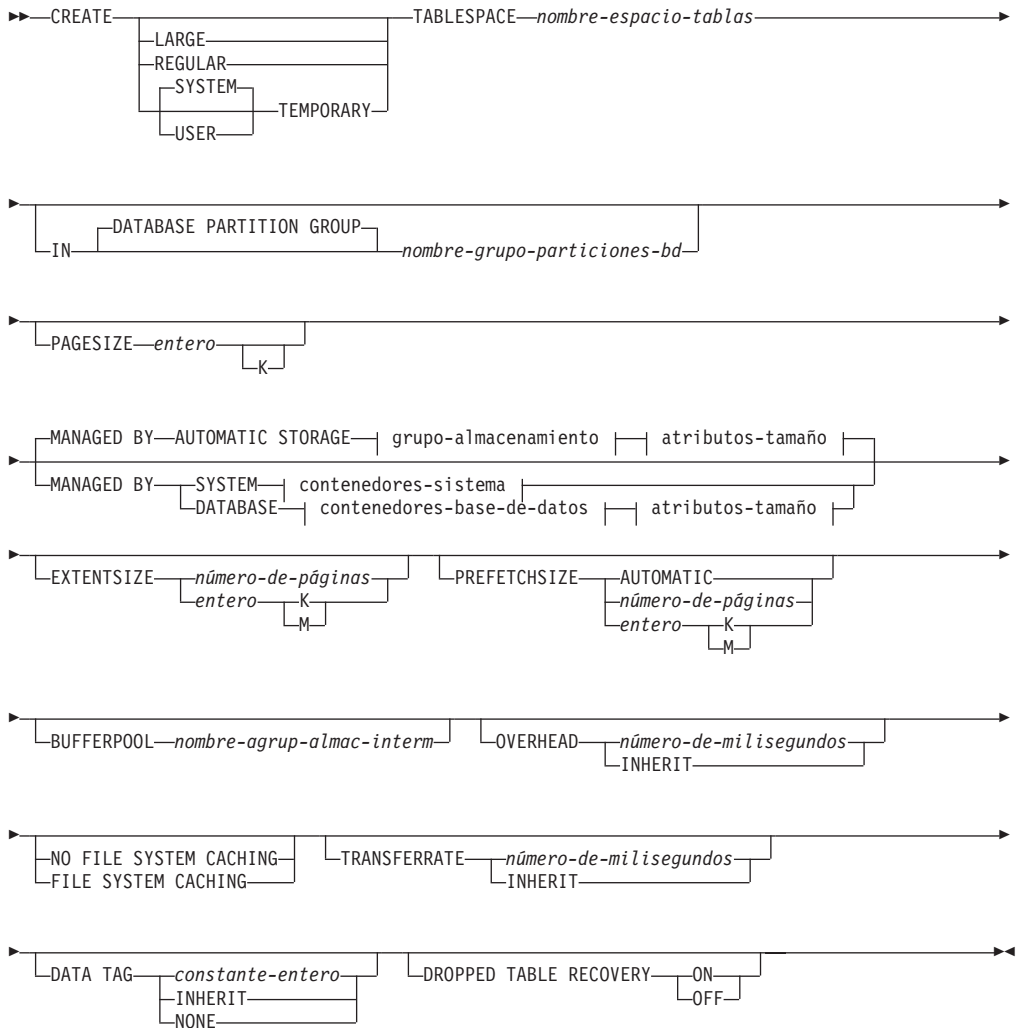 CREATE TABLESPACE nombre-espacio-tablas
LARGE
REGULAR
SYSTEM
TEMPORARY
USER
DATABASE PARTITION GROUP
IN nombre-grupo-particiones-bd
PAGESIZE entero
K
MANAGED BY AUTOMATIC STORAGE grupo-almacenamiento atributos-tamaño
MANAGED BY SYSTEM contenedores-sistema
DATABASE contenedores-base-de-datos atributos-tamaño
EXTENTSIZE número-de-páginas PREFETCHSIZE AUTOMATIC
entero K número-de-páginas
M entero K
M
BUFFERPOOL nombre-agrup-almac-interm OVERHEAD número-de-milisegundos
INHERIT
NO FILE SYSTEM CACHING TRANSFERRATE número-de-milisegundos
FILE SYSTEM CACHING INHERIT
DATA TAG constante-entero DROPPED TABLE RECOVERY ON
INHERIT OFF
NONE